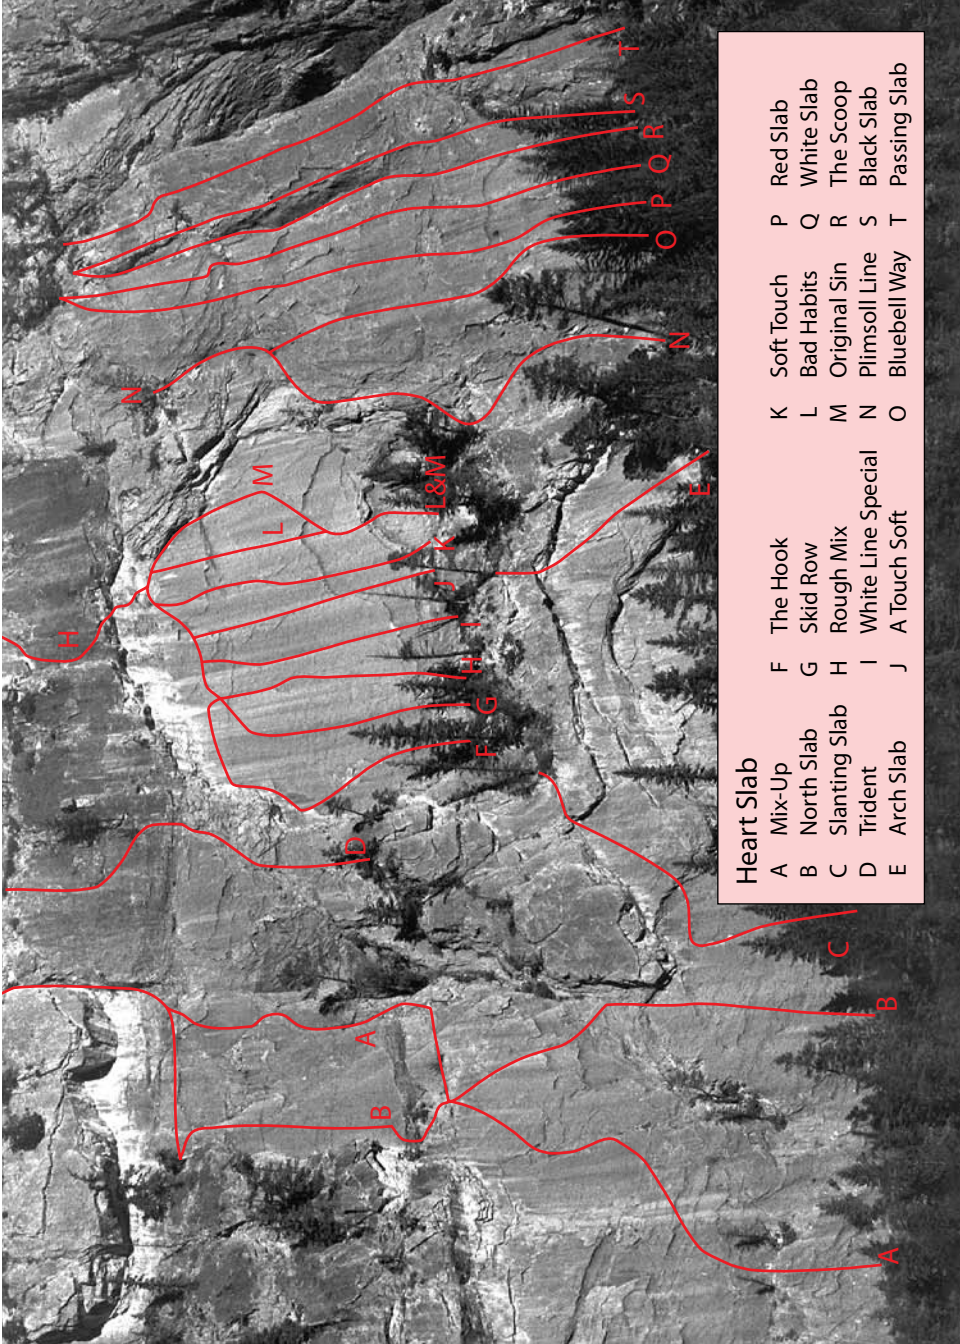 H
N
L M
D
A
B
F G H I J K L&M
T
S
R
Q
P
O
N
E
C
A B
Heart Slab
A Mix-Up F The Hook K Soft Touch P Red Slab
B North Slab G Skid Row L Bad Habits Q White Slab
C Slanting Slab H Rough Mix M Original Sin R The Scoop
D Trident I White Line Special N Plimsoll Line S Black Slab
E Arch Slab J A Touch Soft O Bluebell Way T Passing Slab